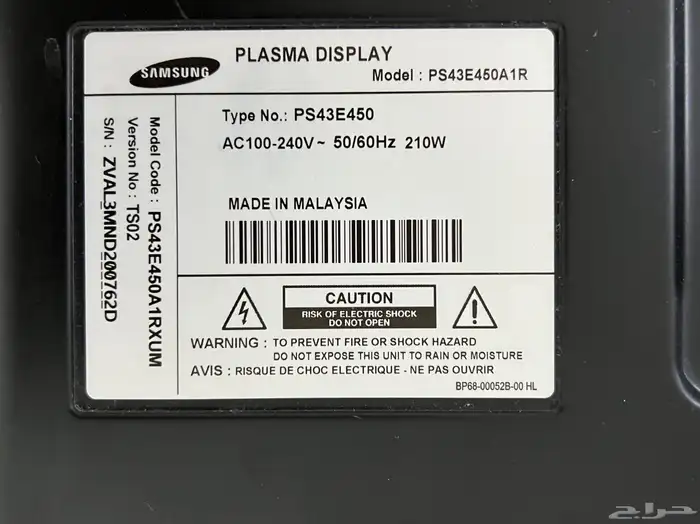 SAMSUNG
PLASMA DISPLAY
Model : PS43E450A1R
Type No.: PS43E450
AC100-240V~ 50/60Hz 210W
MADE IN MALAYSIA
Model Code : PS43E450A1RXUM
Version No : TS02
S/N : ZVAL3MND200762D
CAUTION
RISK OF ELECTRIC SHOCK
DO NOT OPEN
WARNING : TO PREVENT FIRE OR SHOCK HAZARD
DO NOT EXPOSE THIS UNIT TO RAIN OR MOISTURE
AVIS : RISQUE DE CHOC ELECTRIQUE - NE PAS OUVRIR
BP68-00052B-00 HL
حراج